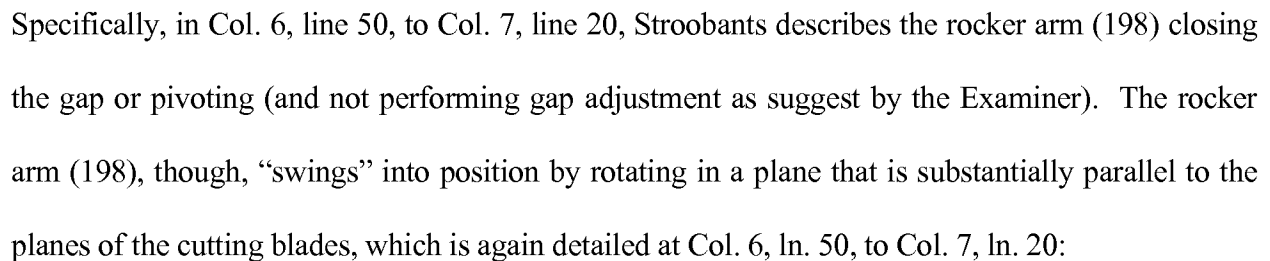 Specifically, in Col. 6, line 50, to Col. 7, line 20, Stroobants describes the rocker arm (198) closing
the gap or pivoting (and not performing gap adjustment as suggest by the Examiner).  The rocker
arm (198), though, “swings” into position by rotating in a plane that is substantially parallel to the
planes of the cutting blades, which is again detailed at Col. 6, ln. 50, to Col. 7, ln. 20: